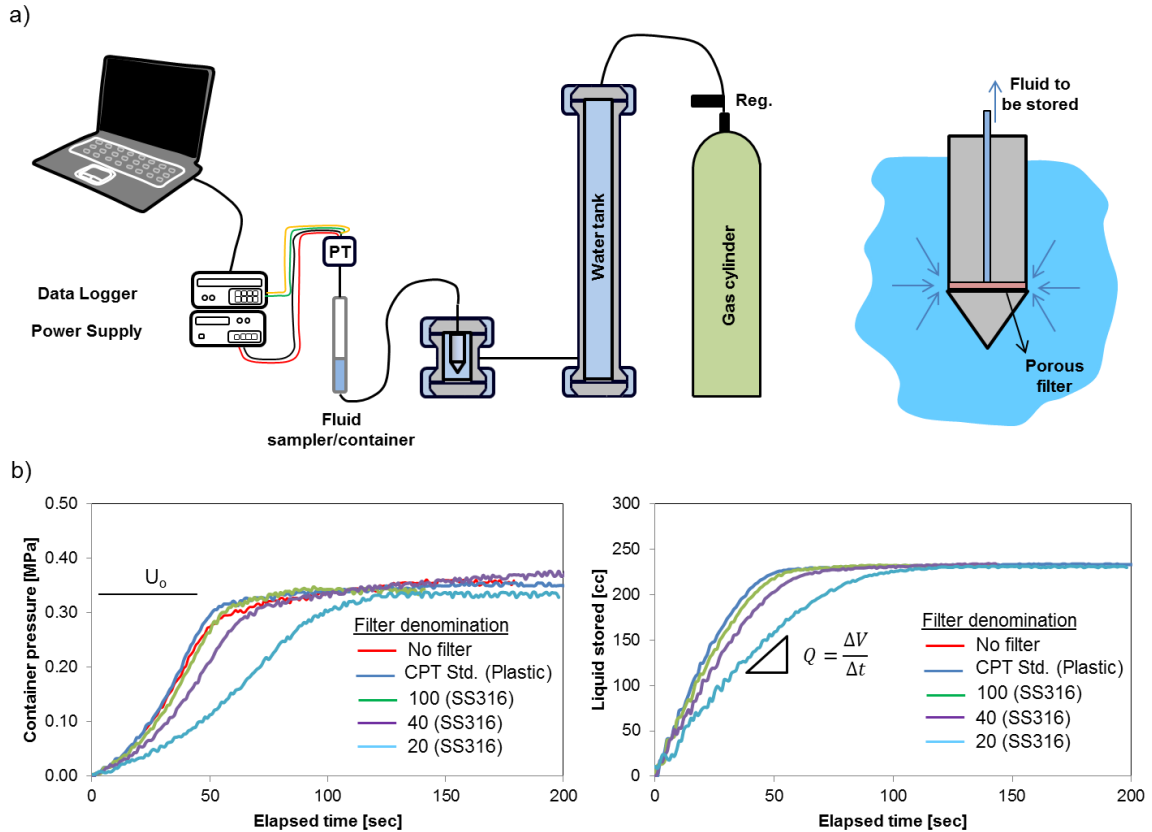 a)
Fluid to
be stored
Reg.
Water tank
Gas cylinder
PT
Data Logger
Power Supply
Porous
filter
Fluid
sampler/container
b)
Container pressure [MPa]
0.50
0.40
0.30
0.20
0.10
0.00
Uo
Filter denomination
No filter
CPT Std. (Plastic)
100 (SS316)
40 (SS316)
20 (SS316)
0 50 100 150 200
Elapsed time [sec]
Liquid stored [cc]
300
250
200
150
100
50
0
Q = ΔV/Δt
Filter denomination
No filter
CPT Std. (Plastic)
100 (SS316)
40 (SS316)
20 (SS316)
0 50 100 150 200
Elapsed time [sec]